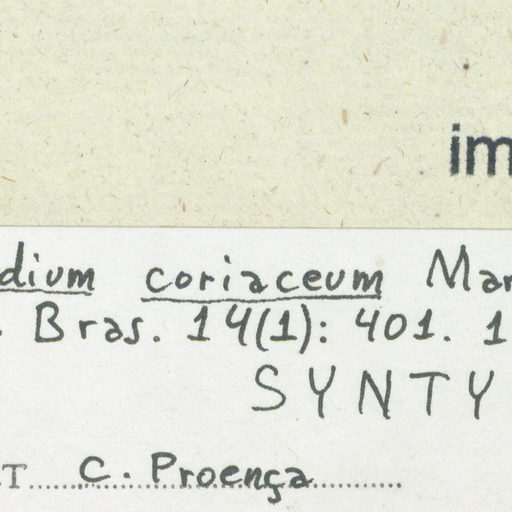 im
dium coriaceum Mar
. Bras. 14(1): 401. 1
SYNTY
T..... C. Proença .....